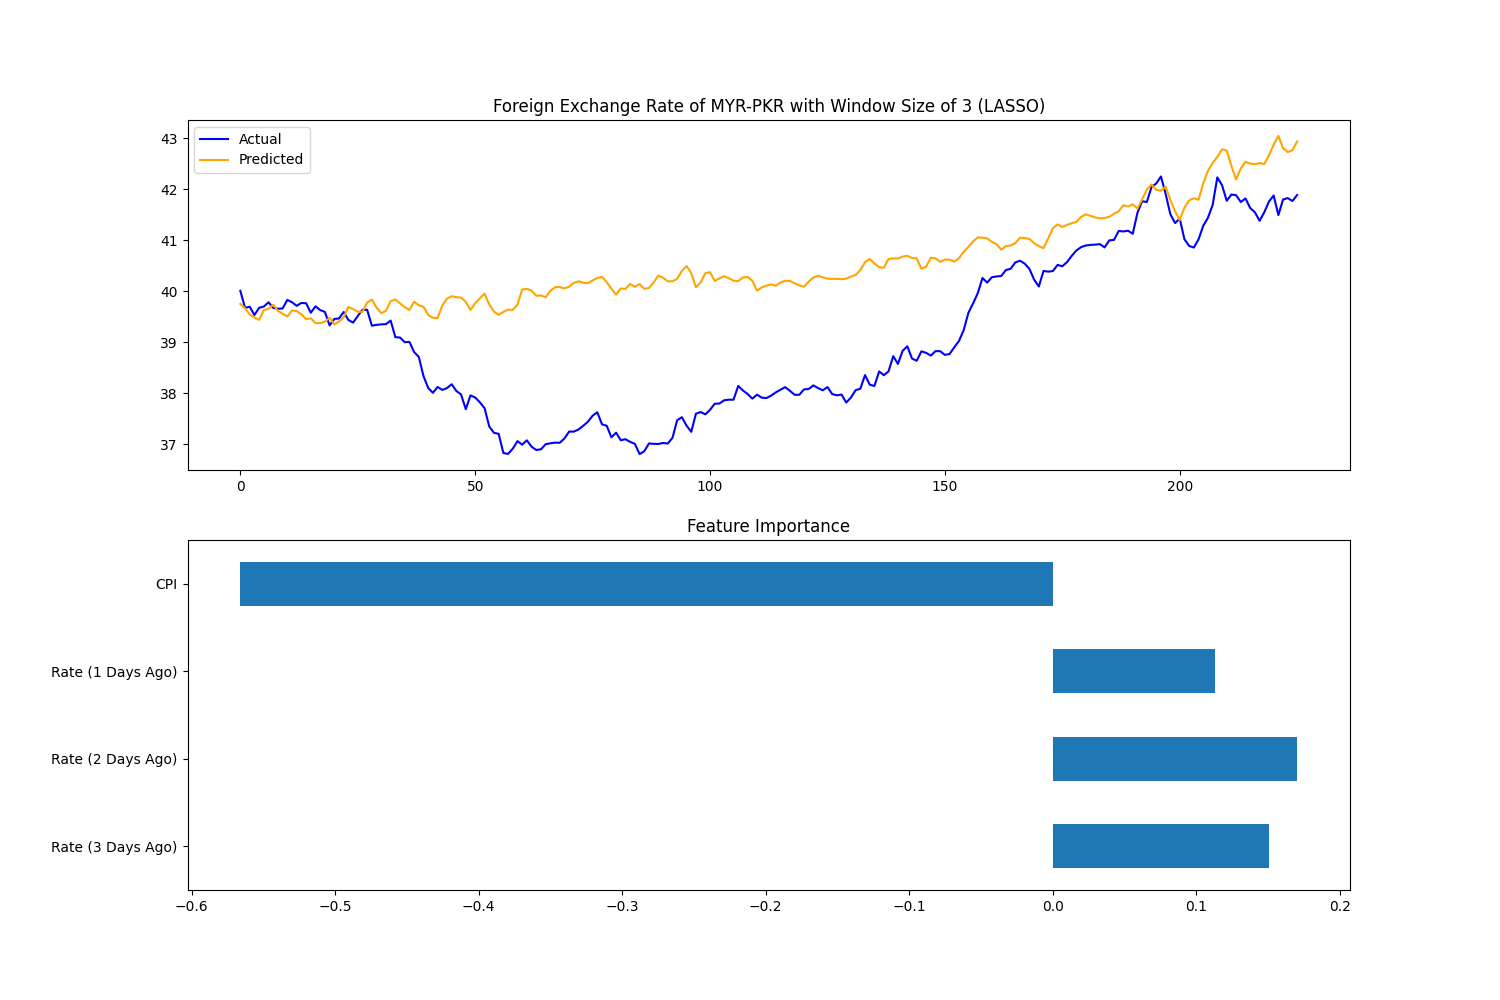 Foreign Exchange Rate of MYR-PKR with Window Size of 3 (LASSO)
Actual
Predicted
43
42
41
40
39
38
37
0 50 100 150 200
Feature Importance
CPI
Rate (1 Days Ago)
Rate (2 Days Ago)
Rate (3 Days Ago)
−0.6 −0.5 −0.4 −0.3 −0.2 −0.1 0.0 0.1 0.2